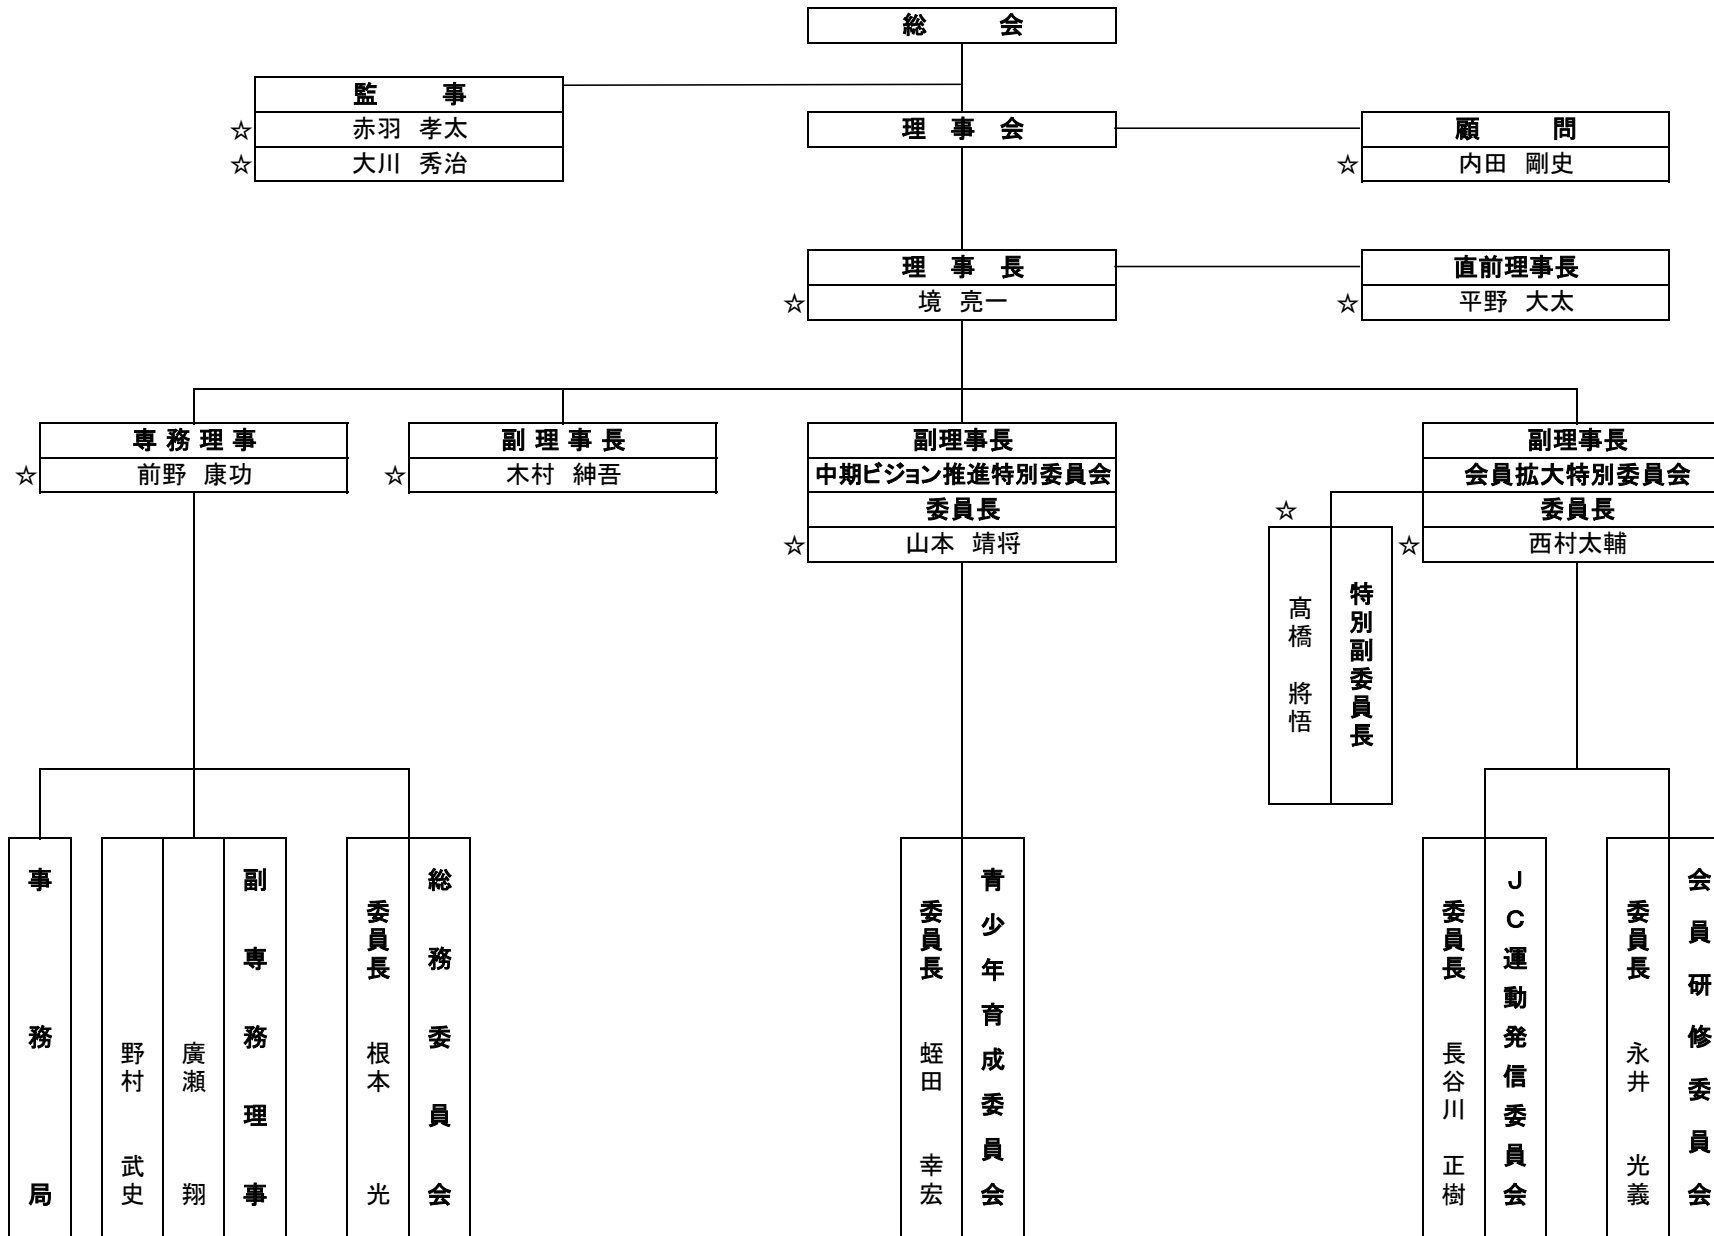 総　　　会
監　　　事
☆ 赤羽　孝太
☆ 大川　秀治
理　事　会
顧　　　問
☆ 内田　剛史
理　事　長
☆ 境　亮一
直前理事長
☆ 平野　大太
専 務 理 事
☆ 前野　康功
副 理 事 長
☆ 木村　紳吾
副理事長
中期ビジョン推進特別委員会
委員長
☆ 山本　靖将
副理事長
会員拡大特別委員会
委員長
☆ 西村太輔
☆
特別副委員長
髙橋　將悟
事務局
副専務理事
廣瀬　翔
野村　武史
総務委員会
委員長　根本　光
青少年育成委員会
委員長　蛭田　幸宏
ＪＣ運動発信委員会
委員長　長谷川　正樹
会員研修委員会
委員長　永井　光義